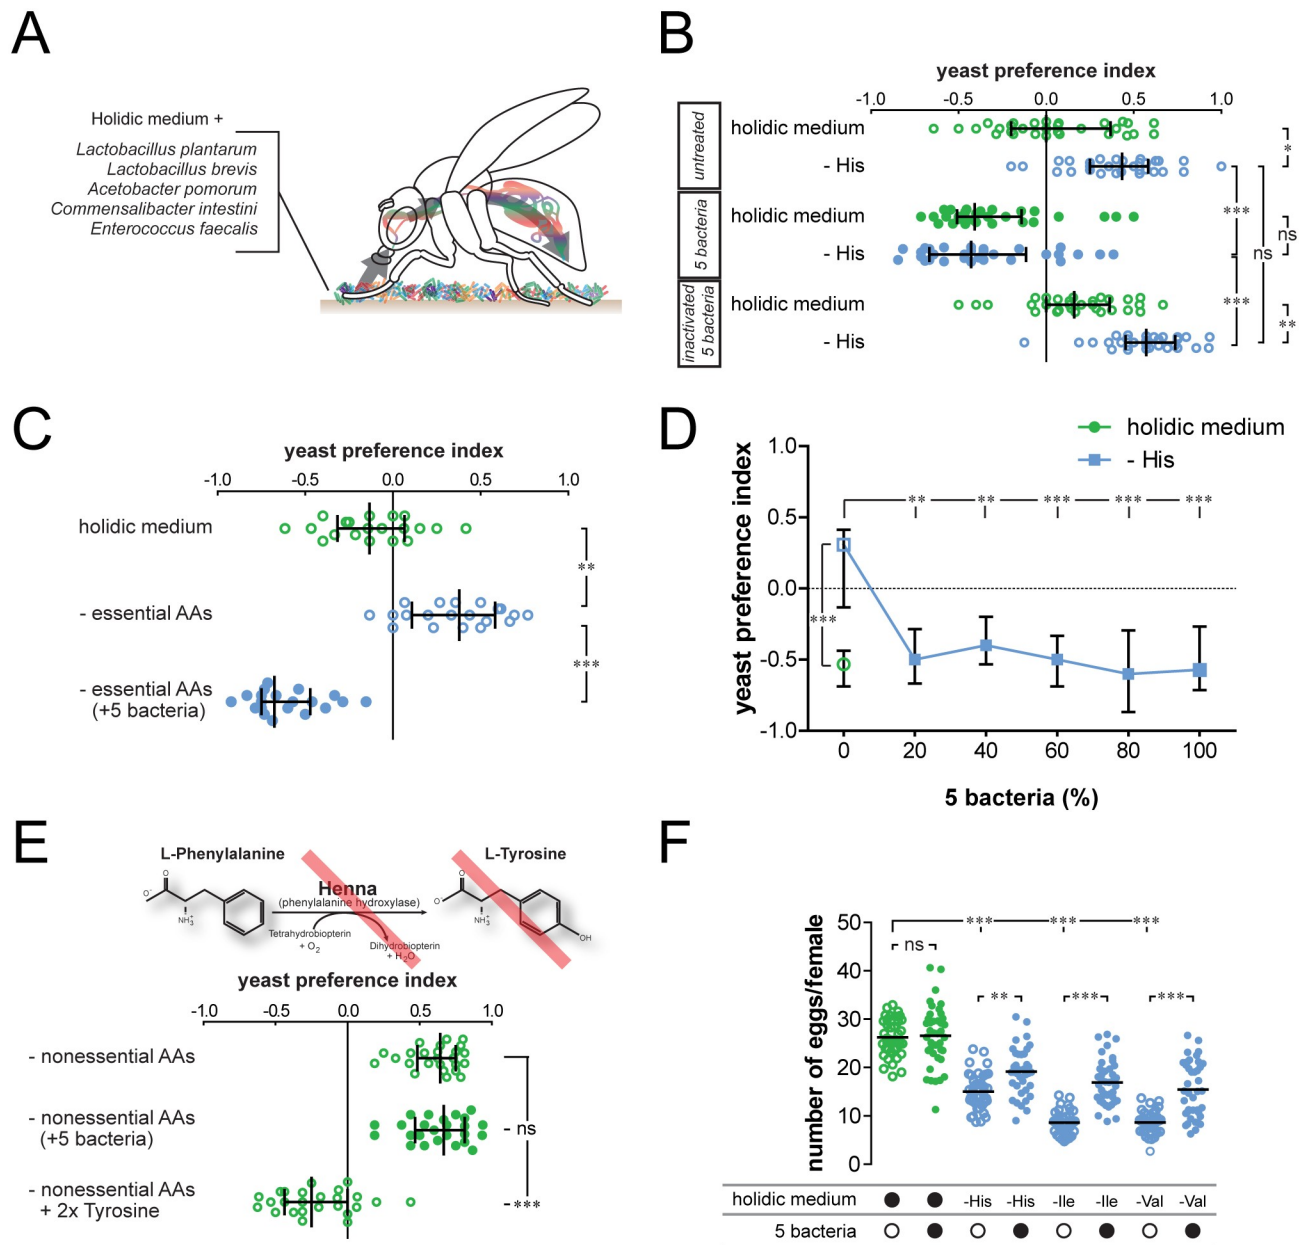 A
Holidic medium +
Lactobacillus plantarum
Lactobacillus brevis
Acetobacter pomorum
Commensalibacter intestini
Enterococcus faecalis
B
yeast preference index
-1.0 -0.5 0.0 0.5 1.0
untreated
holidic medium
- His
5 bacteria
holidic medium
- His
inactivated
5 bacteria
holidic medium
- His
*
***
ns
ns
***
**
C
yeast preference index
-1.0 -0.5 0.0 0.5 1.0
holidic medium
- essential AAs
- essential AAs
(+5 bacteria)
**
***
D
holidic medium
- His
yeast preference index
1.0
0.5
0.0
-0.5
-1.0
** ** *** *** ***
***
0 20 40 60 80 100
5 bacteria (%)
E
L-Phenylalanine
L-Tyrosine
Henna
(phenylalanine hydroxylase)
Tetrahydrobiopterin
+ O2
Dihydrobiopterin
+ H2O
O
O-
NH3+
O
O-
NH3+
OH
yeast preference index
-1.0 -0.5 0.0 0.5 1.0
- nonessential AAs
- nonessential AAs
(+5 bacteria)
- nonessential AAs
+ 2x Tyrosine
ns
***
F
number of eggs/female
50
40
30
20
10
0
*** *** ***
ns
** *** ***
holidic medium -His -His -Ile -Ile -Val -Val
5 bacteria